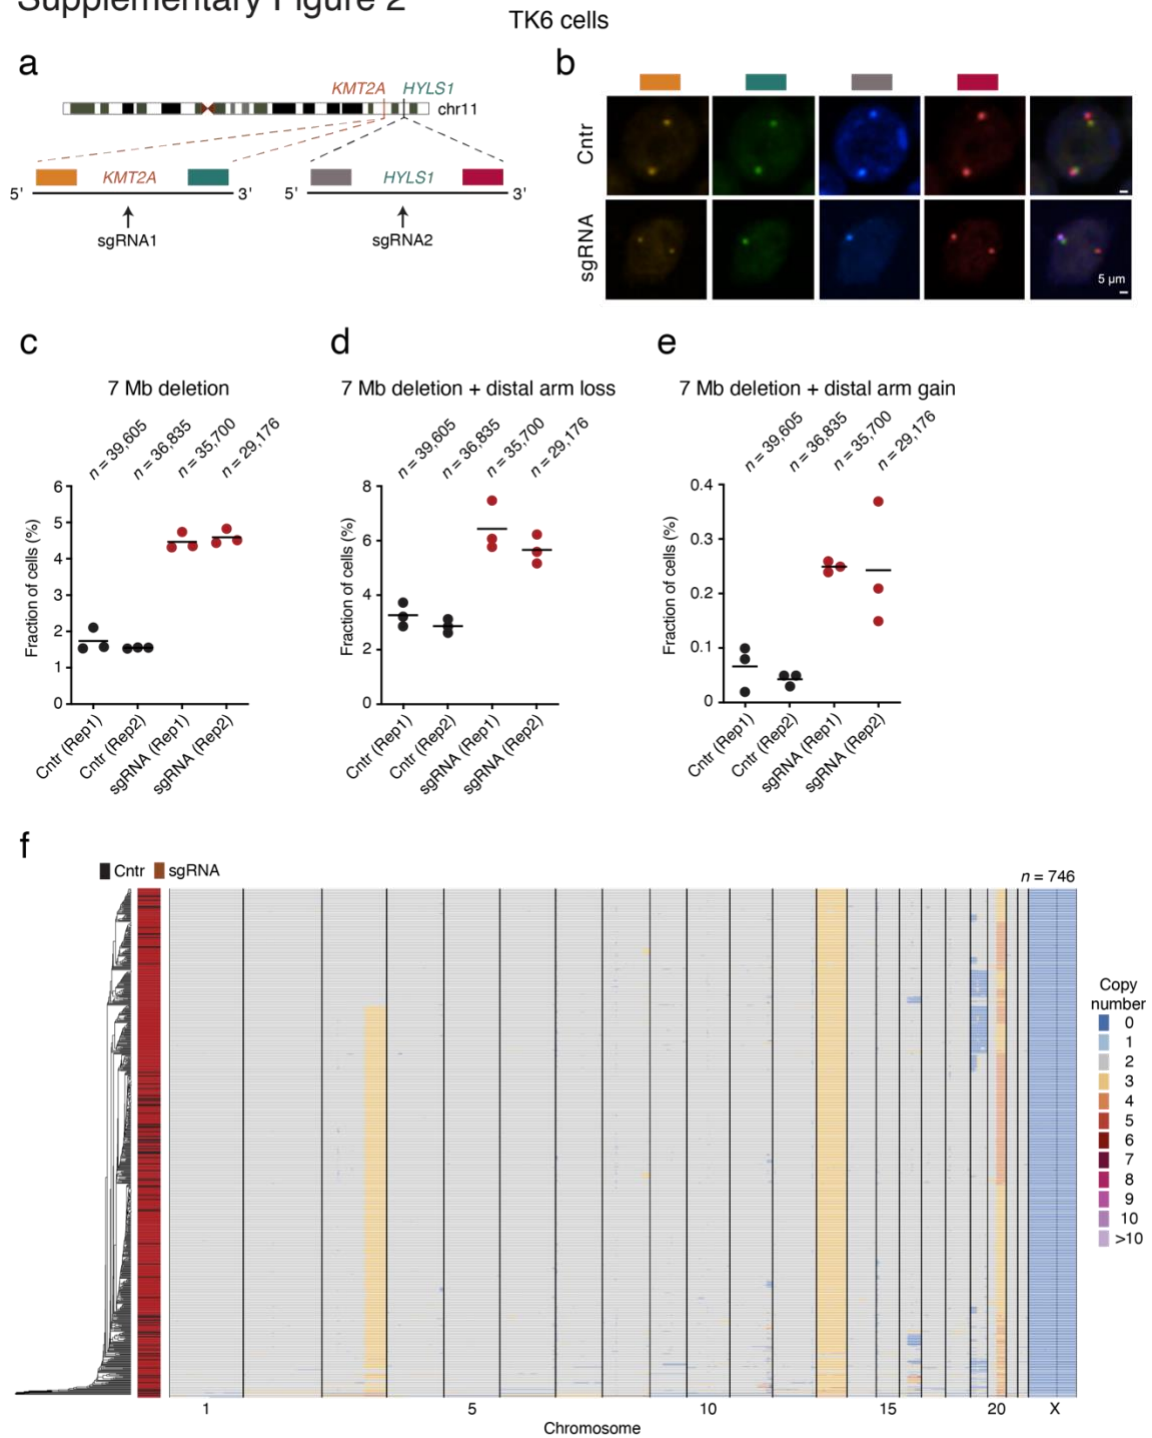 Supplementary Figure 2
TK6 cells
a
KMT2A HYLS1
chr11
5' KMT2A 3' 5' HYLS1 3'
sgRNA1 sgRNA2
b
Cntr
sgRNA
5 µm
c
7 Mb deletion
n = 39,605
n = 36,835
n = 35,700
n = 29,176
Fraction of cells (%)
6
5
4
3
2
1
0
Cntr (Rep1)
Cntr (Rep2)
sgRNA (Rep1)
sgRNA (Rep2)
d
7 Mb deletion + distal arm loss
n = 39,605
n = 36,835
n = 35,700
n = 29,176
Fraction of cells (%)
8
6
4
2
0
Cntr (Rep1)
Cntr (Rep2)
sgRNA (Rep1)
sgRNA (Rep2)
e
7 Mb deletion + distal arm gain
n = 39,605
n = 36,835
n = 35,700
n = 29,176
Fraction of cells (%)
0.4
0.3
0.2
0.1
0
Cntr (Rep1)
Cntr (Rep2)
sgRNA (Rep1)
sgRNA (Rep2)
f
Cntr sgRNA
n = 746
Copy
number
0
1
2
3
4
5
6
7
8
9
10
>10
1 5 10 15 20 X
Chromosome